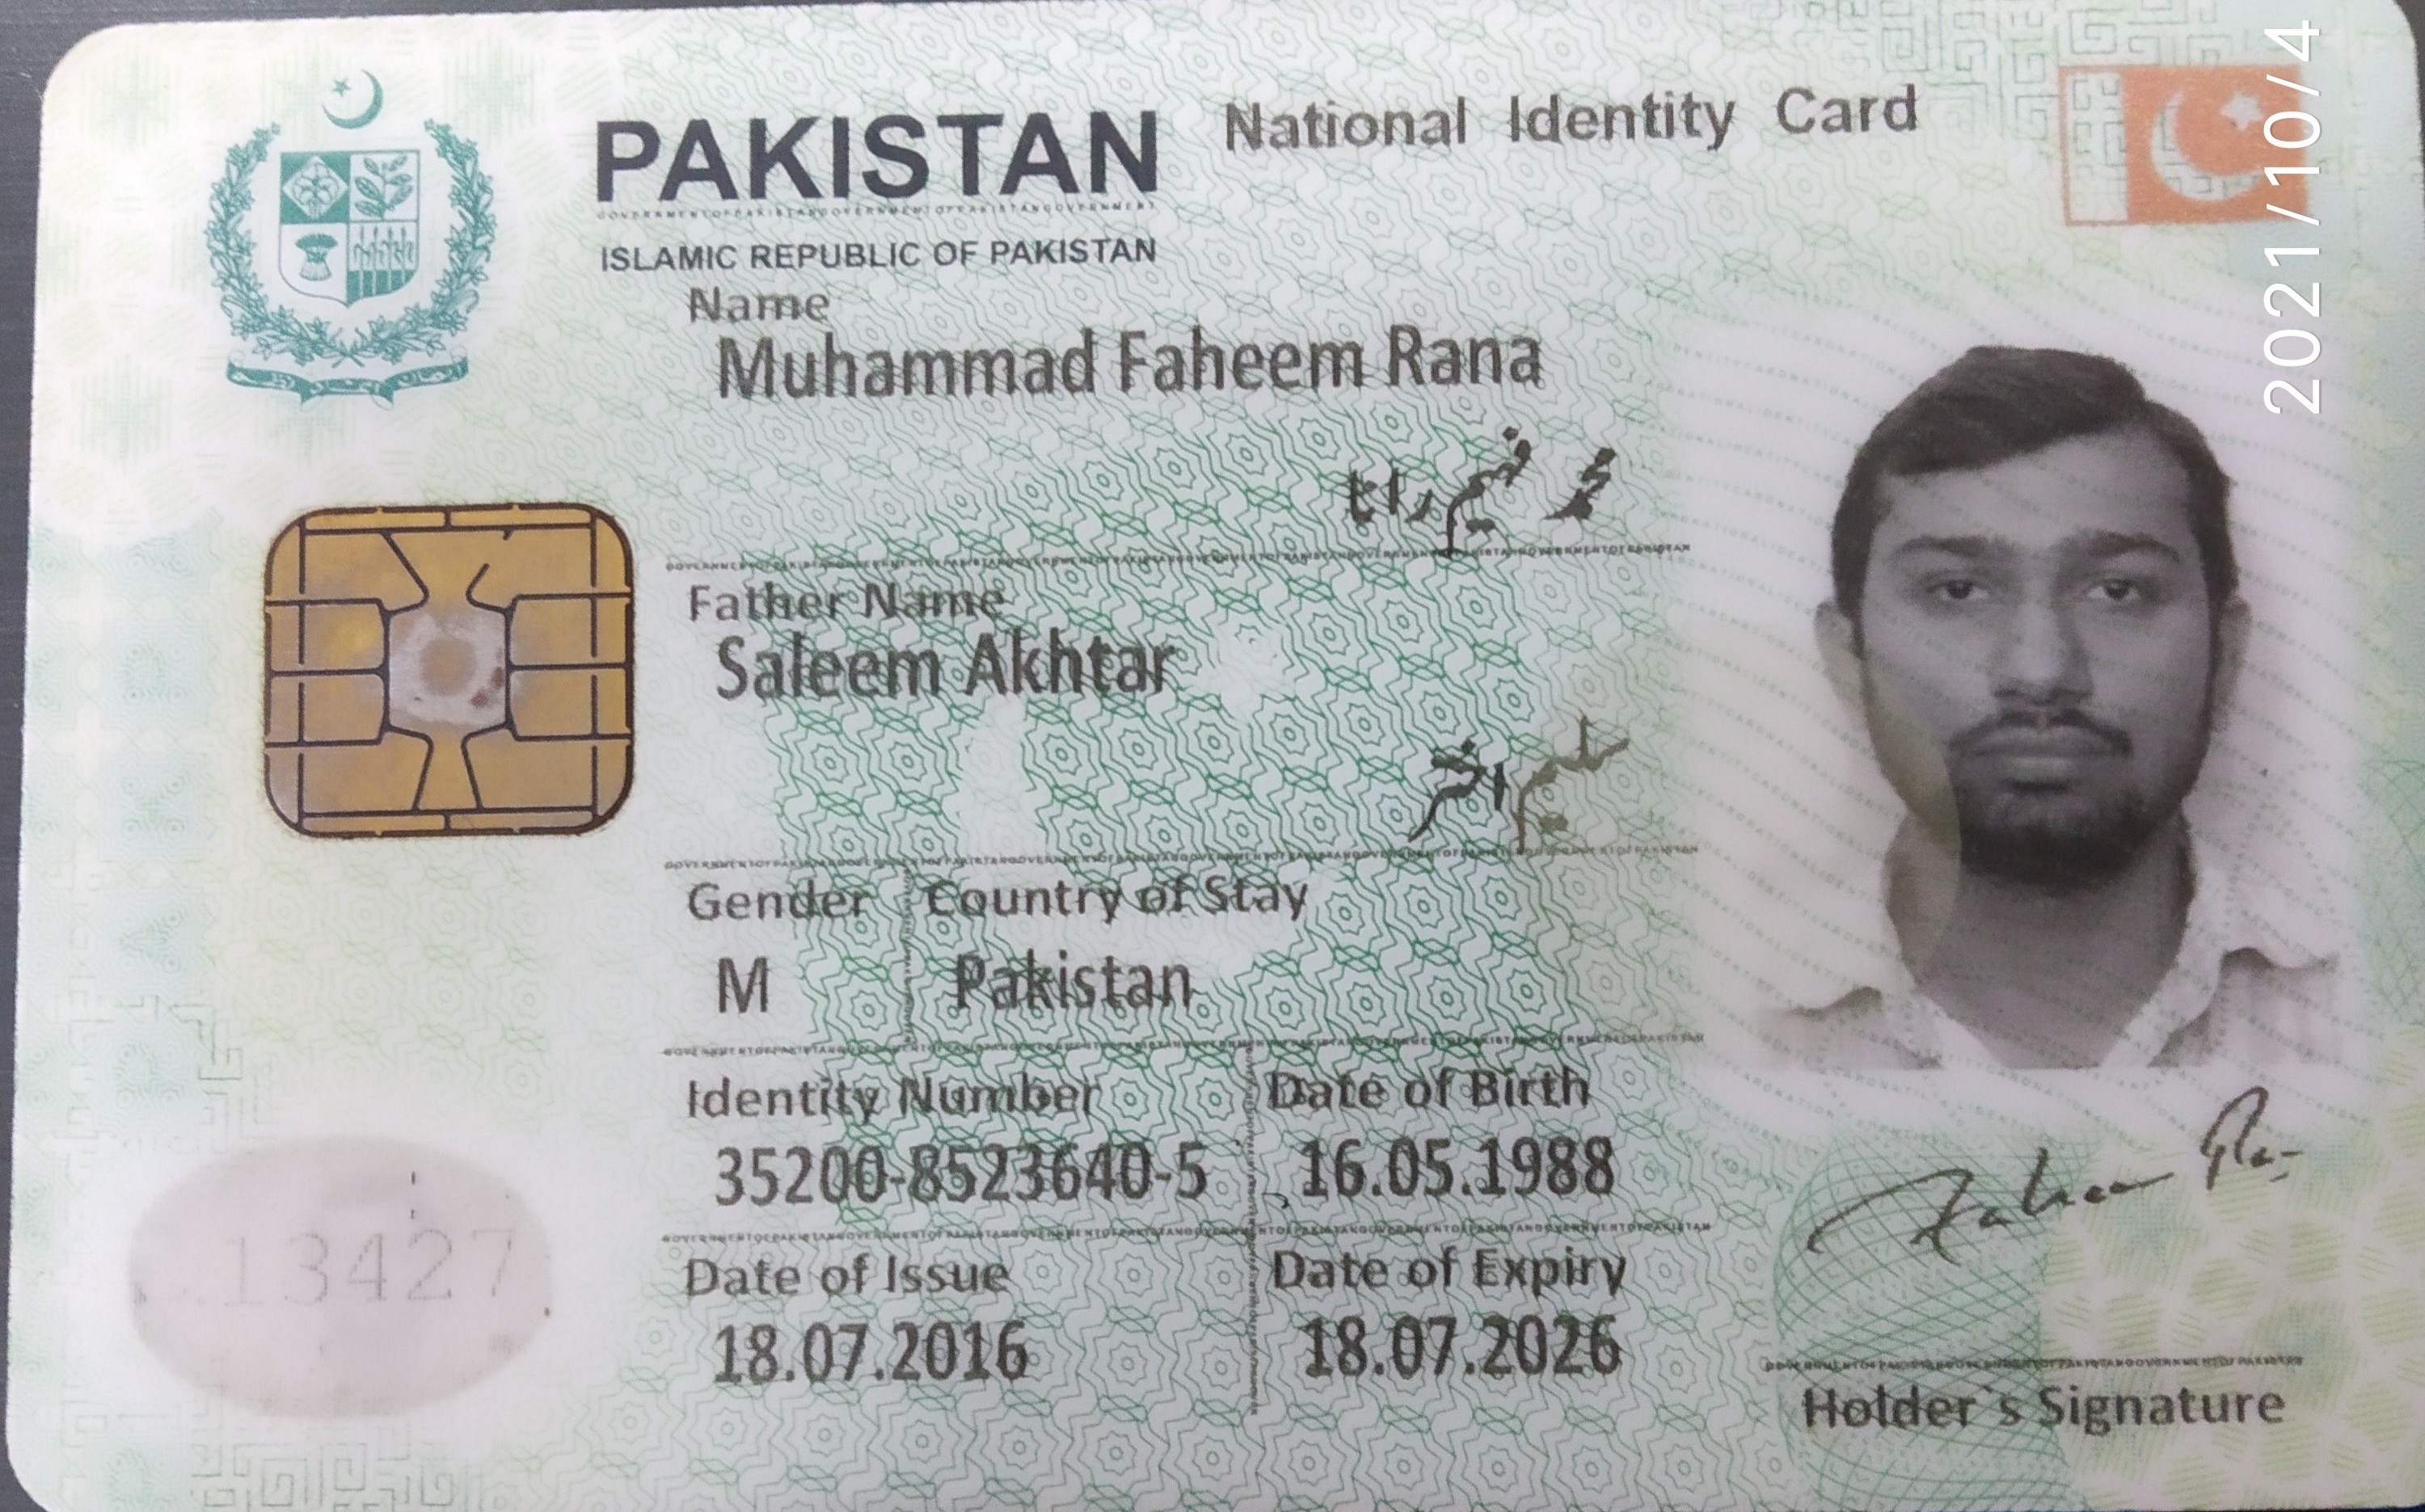 PAKISTAN National Identity Card
ISLAMIC REPUBLIC OF PAKISTAN
Name
Muhammad Faheem Rana
محمد فہیم رانا
Father Name
Saleem Akhtar
سلیم اختر
Gender Country of Stay
M Pakistan
Identity Number Date of Birth
35200-8523640-5 16.05.1988
Date of Issue Date of Expiry
18.07.2016 18.07.2026
Holder`s Signature
13427
2021/10/4